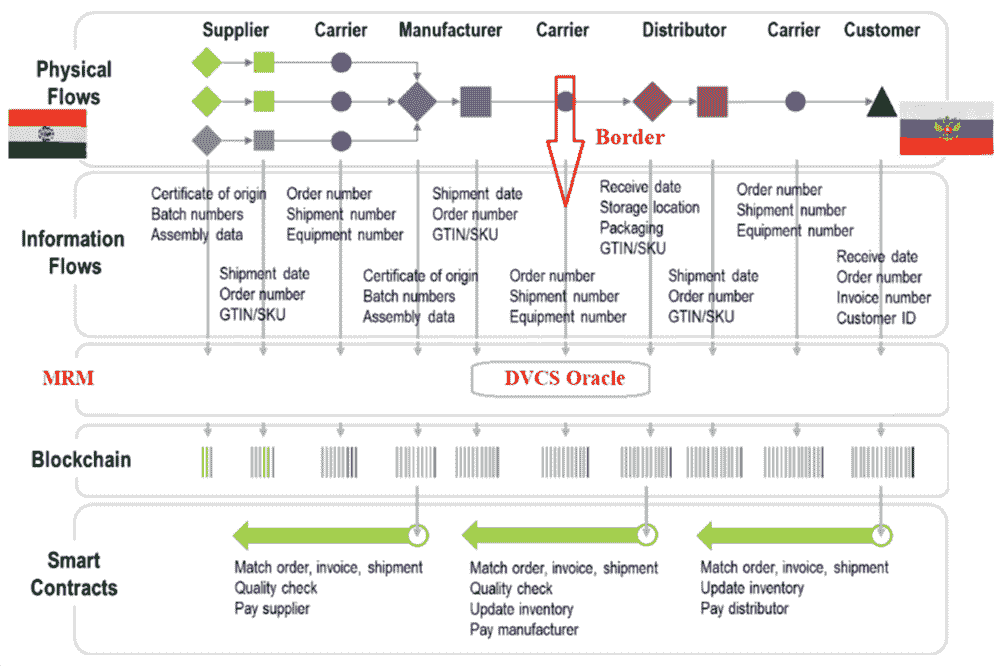 Supplier
Carrier
Manufacturer
Carrier
Distributor
Carrier
Customer
Physical
Flows
Border
Information
Flows
Certificate of origin
Batch numbers
Assembly data
Shipment date
Order number
GTIN/SKU
Order number
Shipment number
Equipment number
Certificate of origin
Batch numbers
Assembly data
Shipment date
Order number
GTIN/SKU
Order number
Shipment number
Equipment number
Receive date
Storage location
Packaging
GTIN/SKU
Shipment date
Order number
GTIN/SKU
Order number
Shipment number
Equipment number
Receive date
Order number
Invoice number
Customer ID
MRM
DVCS Oracle
Blockchain
Smart
Contracts
Match order, invoice, shipment
Quality check
Pay supplier
Match order, invoice, shipment
Quality check
Update inventory
Pay manufacturer
Match order, invoice, shipment
Update inventory
Pay distributor